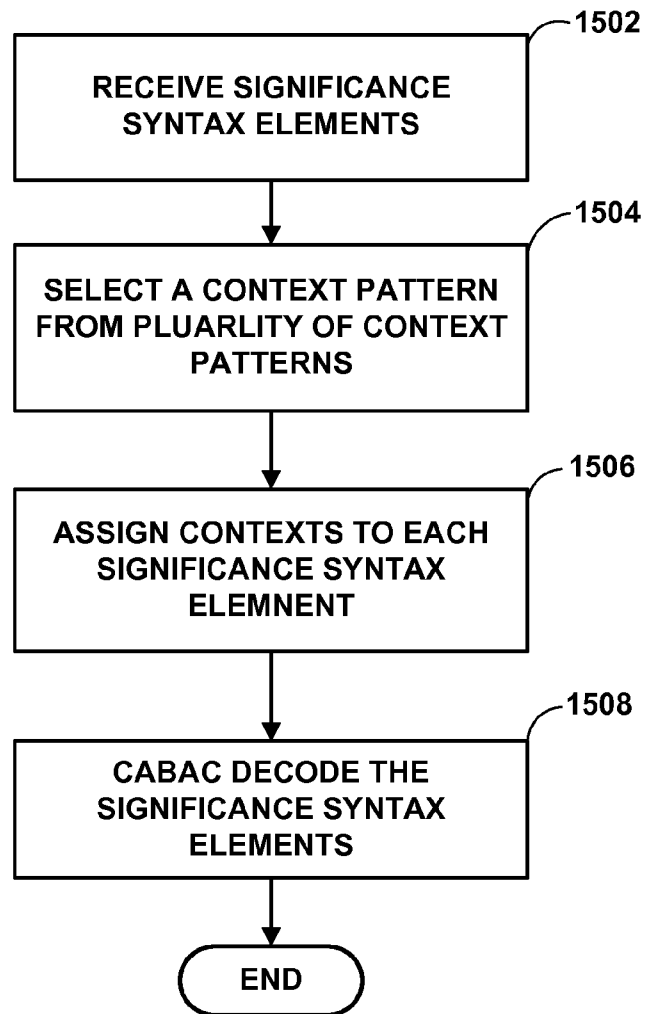 1502
RECEIVE SIGNIFICANCE
SYNTAX ELEMENTS
1504
SELECT A CONTEXT PATTERN
FROM PLUARLITY OF CONTEXT
PATTERNS
1506
ASSIGN CONTEXTS TO EACH
SIGNIFICANCE SYNTAX
ELEMNENT
1508
CABAC DECODE THE
SIGNIFICANCE SYNTAX
ELEMENTS
END